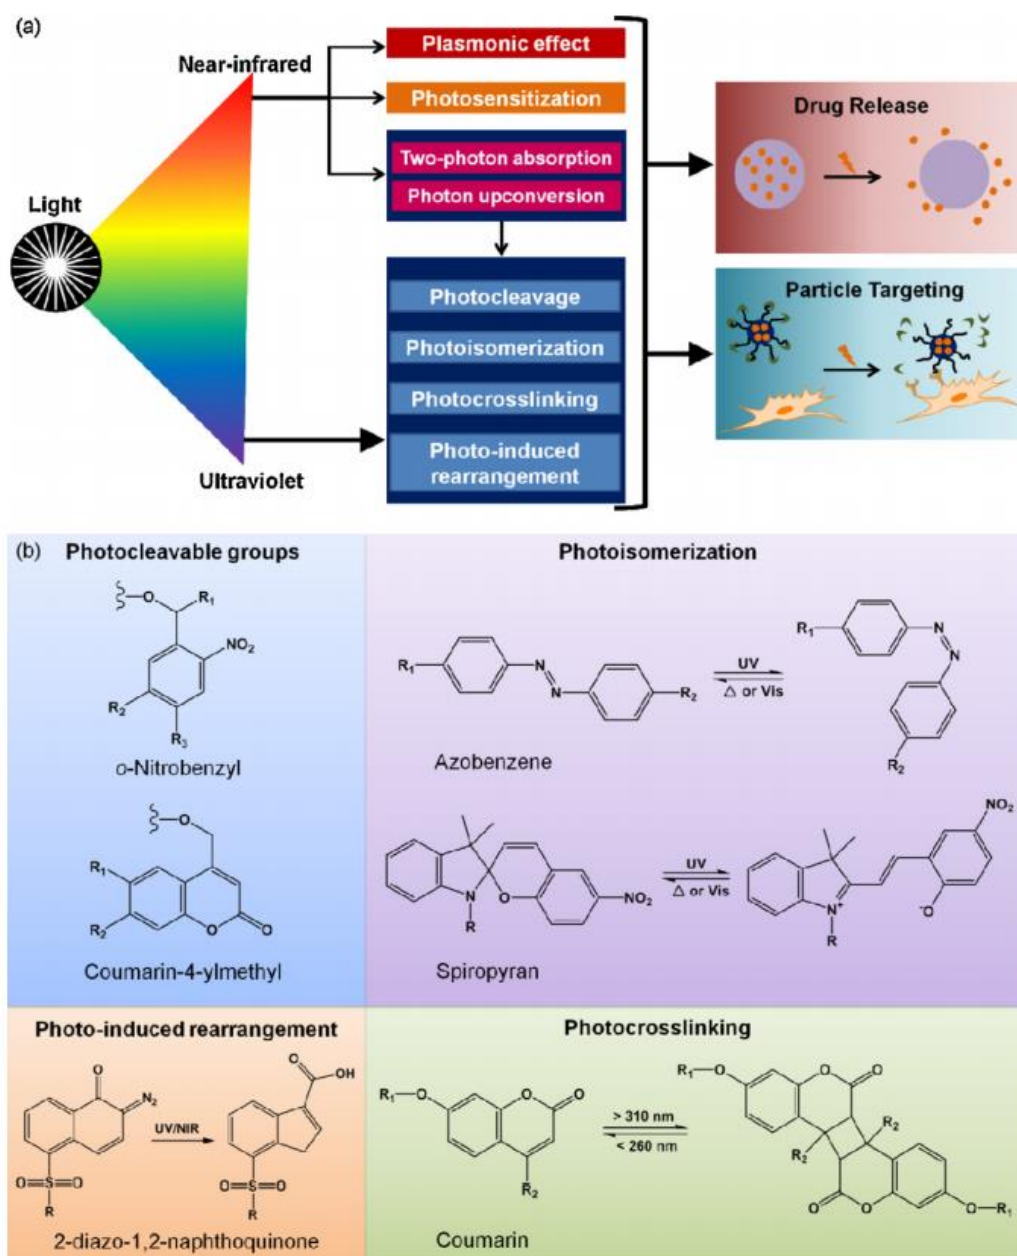 (a)
Near-infrared
Light
Ultraviolet
Plasmonic effect
Photosensitization
Two-photon absorption
Photon upconversion
Photocleavage
Photoisomerization
Photocrosslinking
Photo-induced
rearrangement
Drug Release
Particle Targeting
(b)
Photocleavable groups
O
R₁
NO₂
R₂
R₃
o-Nitrobenzyl
O
R₁
R₂
O
O
Coumarin-4-ylmethyl
Photoisomerization
R₁
N
N
R₂
UV
△ or Vis
R₁
N
N
R₂
Azobenzene
N
R
O
NO₂
UV
△ or Vis
N⁺
R
⁻O
NO₂
Spiropyran
Photo-induced rearrangement
O
N₂
O=S=O
R
UV/NIR
O
OH
O=S=O
R
2-diazo-1,2-naphthoquinone
Photocrosslinking
R₁—O
O
O
R₂
> 310 nm
< 260 nm
R₁—O
O
O
R₂
R₂
O
O
O—R₁
Coumarin